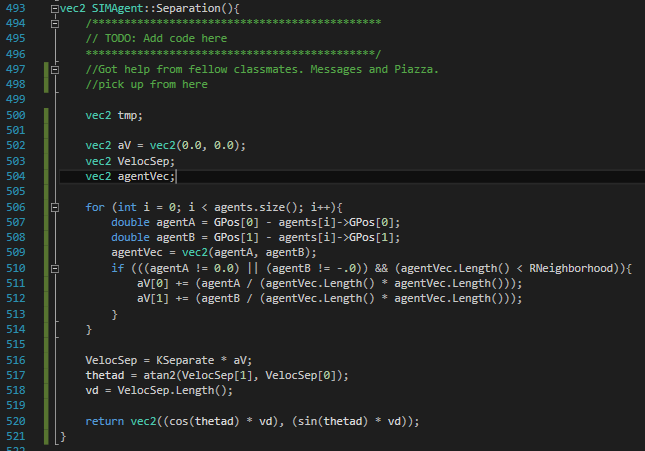 493 vec2 SIMAgent::Separation(){
494 /*********************************************
495 // TODO: Add code here
496 *********************************************/
497 //Got help from fellow classmates. Messages and Piazza.
498 //pick up from here
499
500 vec2 tmp;
501
502 vec2 aV = vec2(0.0, 0.0);
503 vec2 VelocSep;
504 vec2 agentVec;
505
506 for (int i = 0; i < agents.size(); i++){
507 double agentA = GPos[0] - agents[i]->GPos[0];
508 double agentB = GPos[1] - agents[i]->GPos[1];
509 agentVec = vec2(agentA, agentB);
510 if (((agentA != 0.0) || (agentB != -.0)) && (agentVec.Length() < RNeighborhood)){
511 aV[0] += (agentA / (agentVec.Length() * agentVec.Length()));
512 aV[1] += (agentB / (agentVec.Length() * agentVec.Length()));
513 }
514 }
515
516 VelocSep = KSeparate * aV;
517 thetad = atan2(VelocSep[1], VelocSep[0]);
518 vd = VelocSep.Length();
519
520 return vec2((cos(thetad) * vd), (sin(thetad) * vd));
521 }